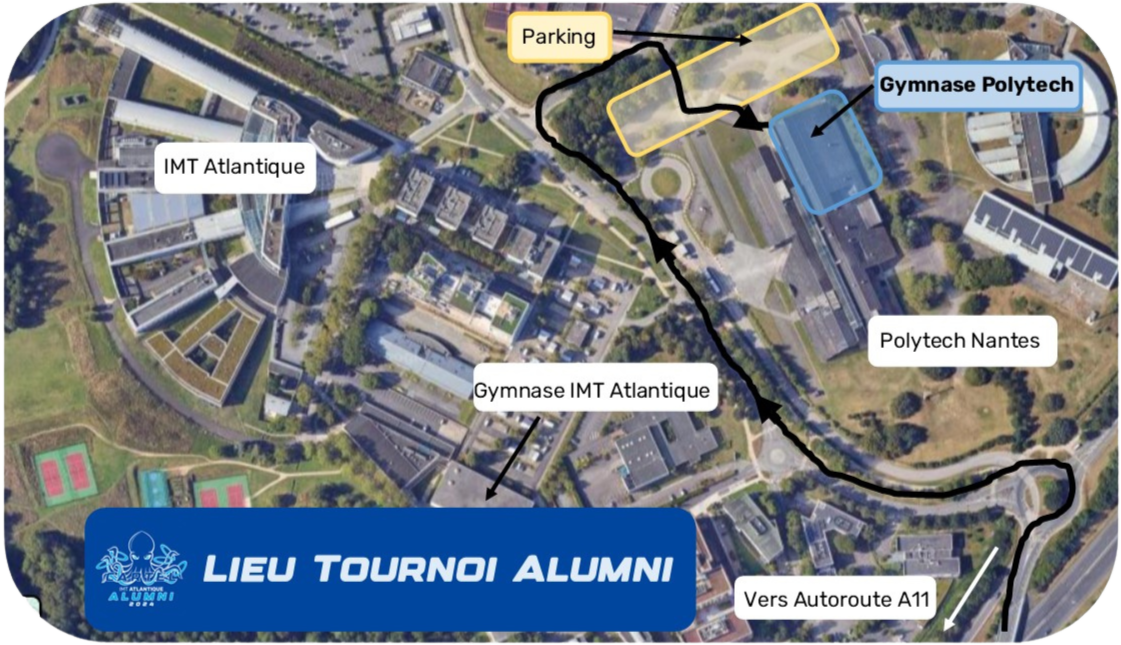 Parking
Gymnase Polytech
IMT Atlantique
Polytech Nantes
Gymnase IMT Atlantique
LIEU TOURNOI ALUMNI
IMT ATLANTIQUE
ALUMNI
2024
Vers Autoroute A11